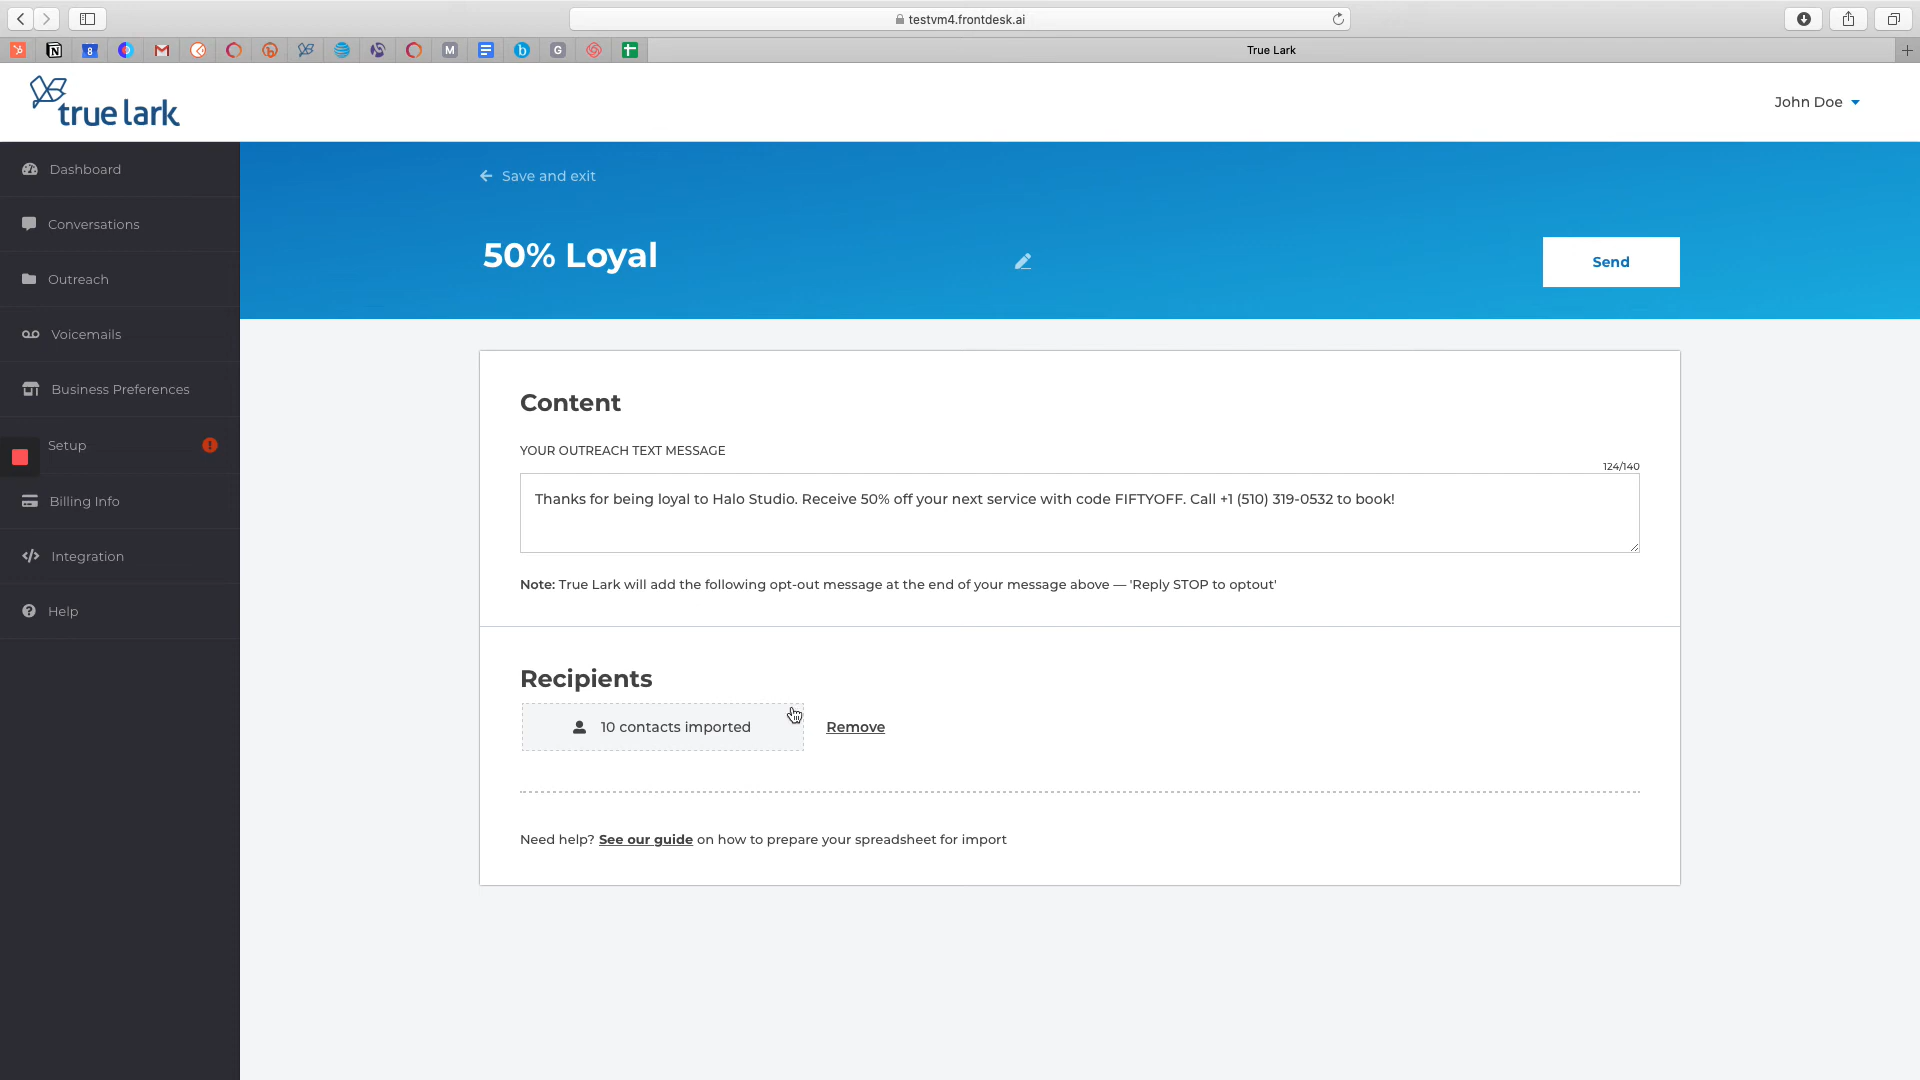 testvm4.frontdesk.ai
True Lark
true lark
John Doe
Dashboard
Conversations
Outreach
Voicemails
Business Preferences
Setup
Billing Info
Integration
Help
Save and exit
50% Loyal
Send
Content
YOUR OUTREACH TEXT MESSAGE
124/140
Thanks for being loyal to Halo Studio. Receive 50% off your next service with code FIFTYOFF. Call +1 (510) 319-0532 to book!
Note: True Lark will add the following opt-out message at the end of your message above — 'Reply STOP to optout'
Recipients
10 contacts imported
Remove
Need help? See our guide on how to prepare your spreadsheet for import